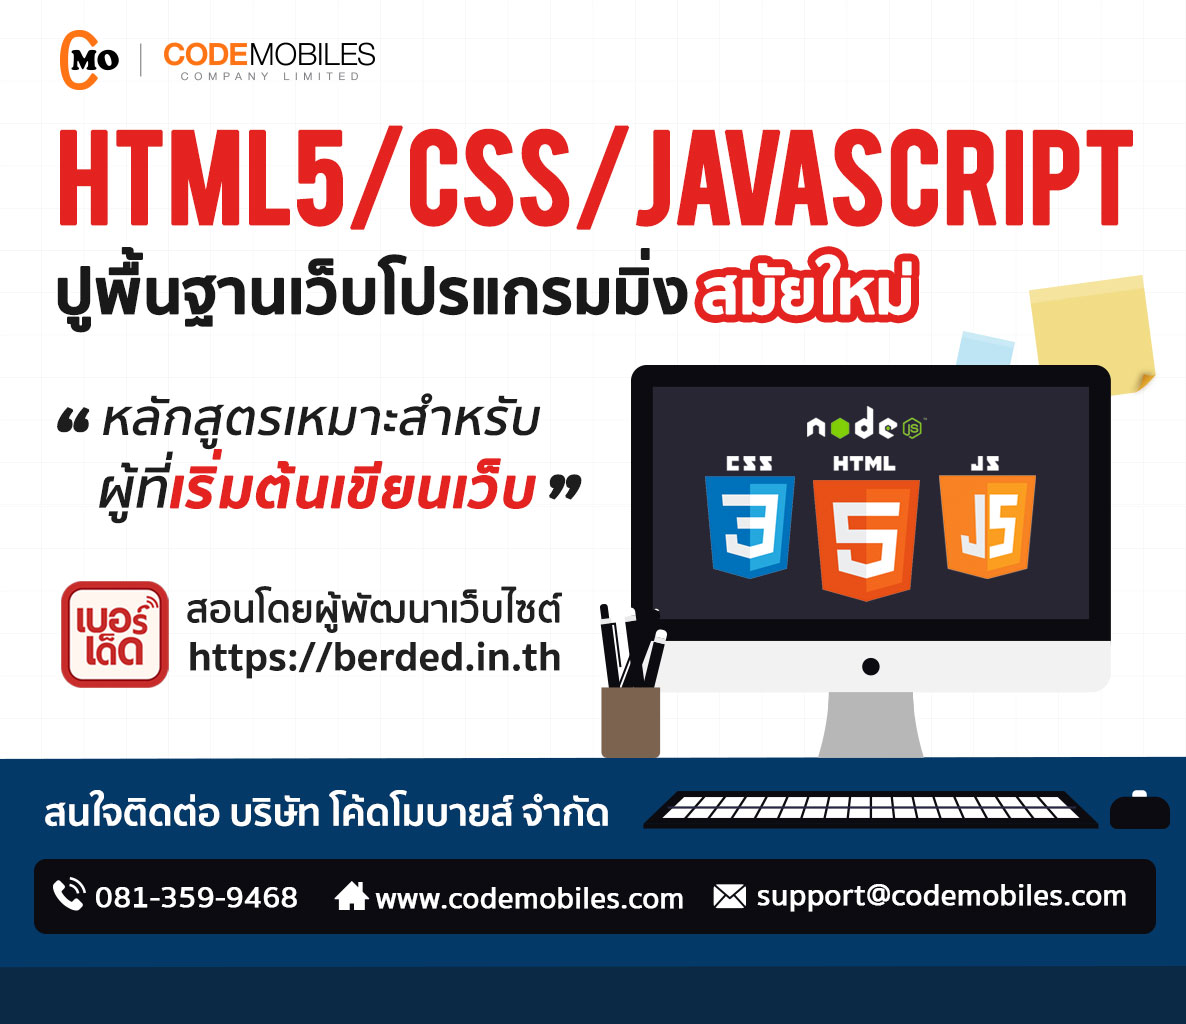 CMO | CODEMOBILES
COMPANY LIMITED
HTML5/CSS/JAVASCRIPT
ปูพื้นฐานเว็บโปรแกรมมิ่ง สมัยใหม่
“ หลักสูตรเหมาะสำหรับ
ผู้ที่เริ่มต้นเขียนเว็บ ”
node JS ™
CSS HTML JS
3 5 JS
เบอร์
เด็ด
สอนโดยผู้พัฒนาเว็บไซต์
https://berded.in.th
สนใจติดต่อ บริษัท โค้ดโมบายส์ จำกัด
081-359-9468 www.codemobiles.com support@codemobiles.com